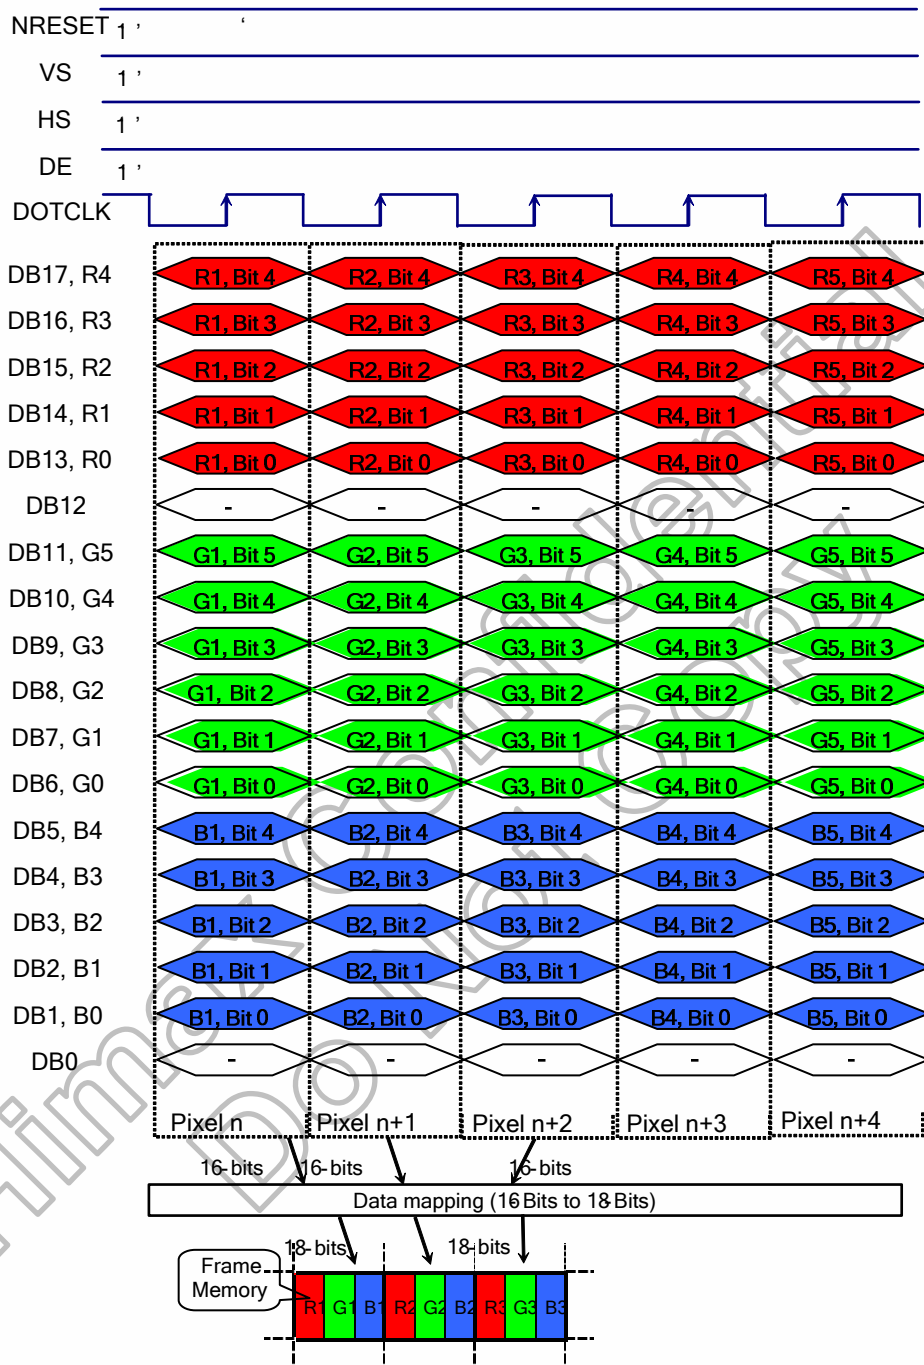 NRESET 1 ’ ‘
VS 1 ’
HS 1 ’
DE 1 ’
DOTCLK
DB17, R4 R1, Bit 4 R2, Bit 4 R3, Bit 4 R4, Bit 4 R5, Bit 4
DB16, R3 R1, Bit 3 R2, Bit 3 R3, Bit 3 R4, Bit 3 R5, Bit 3
DB15, R2 R1, Bit 2 R2, Bit 2 R3, Bit 2 R4, Bit 2 R5, Bit 2
DB14, R1 R1, Bit 1 R2, Bit 1 R3, Bit 1 R4, Bit 1 R5, Bit 1
DB13, R0 R1, Bit 0 R2, Bit 0 R3, Bit 0 R4, Bit 0 R5, Bit 0
DB12 - - - - -
DB11, G5 G1, Bit 5 G2, Bit 5 G3, Bit 5 G4, Bit 5 G5, Bit 5
DB10, G4 G1, Bit 4 G2, Bit 4 G3, Bit 4 G4, Bit 4 G5, Bit 4
DB9, G3 G1, Bit 3 G2, Bit 3 G3, Bit 3 G4, Bit 3 G5, Bit 3
DB8, G2 G1, Bit 2 G2, Bit 2 G3, Bit 2 G4, Bit 2 G5, Bit 2
DB7, G1 G1, Bit 1 G2, Bit 1 G3, Bit 1 G4, Bit 1 G5, Bit 1
DB6, G0 G1, Bit 0 G2, Bit 0 G3, Bit 0 G4, Bit 0 G5, Bit 0
DB5, B4 B1, Bit 4 B2, Bit 4 B3, Bit 4 B4, Bit 4 B5, Bit 4
DB4, B3 B1, Bit 3 B2, Bit 3 B3, Bit 3 B4, Bit 3 B5, Bit 3
DB3, B2 B1, Bit 2 B2, Bit 2 B3, Bit 2 B4, Bit 2 B5, Bit 2
DB2, B1 B1, Bit 1 B2, Bit 1 B3, Bit 1 B4, Bit 1 B5, Bit 1
DB1, B0 B1, Bit 0 B2, Bit 0 B3, Bit 0 B4, Bit 0 B5, Bit 0
DB0 - - - - -
Pixel n Pixel n+1 Pixel n+2 Pixel n+3 Pixel n+4
16-bits 16-bits 16-bits
Data mapping (16 Bits to 18-Bits)
18-bits 18-bits
Frame
Memory
R1 G1 B1 R2 G2 B2 R3 G3 B3
Himax Confidential
Do Not Copy